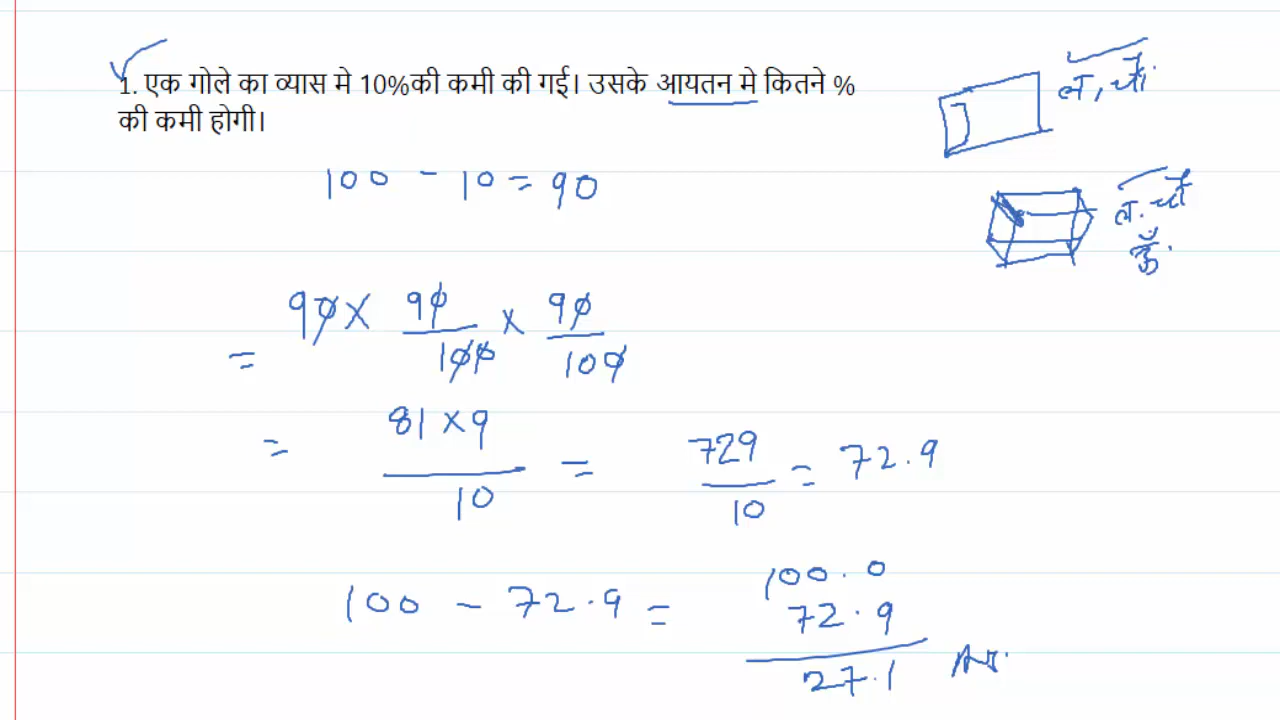 1. एक गोले का व्यास मे 10%की कमी की गई। उसके आयतन मे कितने %
की कमी होगी।
ल, चौ.
100 - 10 = 90
ल. चौ
ऊँ.
= 90 × 90/100 × 90/100
= 81 × 9/10 = 729/10 = 72.9
100 - 72.9 =
100.0
72.9
27.1 Ans.